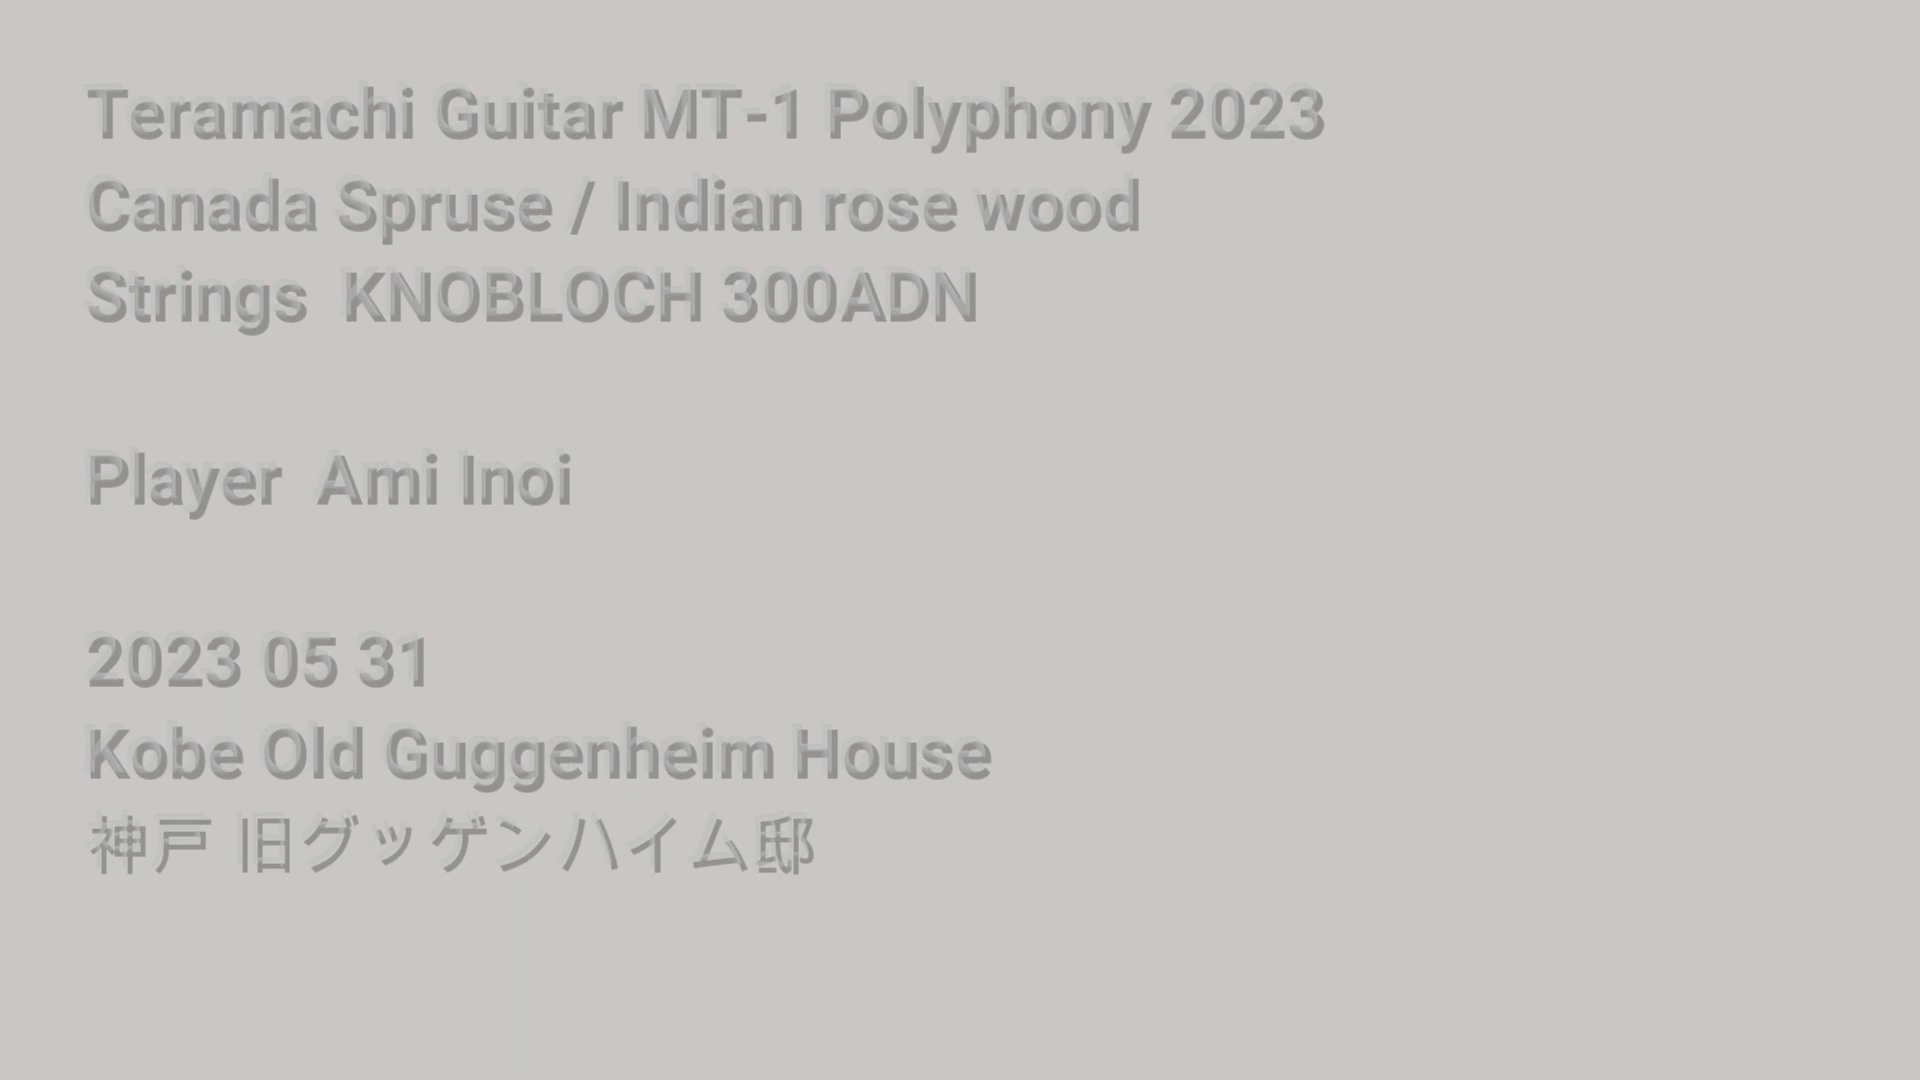 Teramachi Guitar MT-1 Polyphony 2023
Canada Spruse / Indian rose wood
Strings  KNOBLOCH 300ADN
Player  Ami Inoi
2023 05 31
Kobe Old Guggenheim House
神戸 旧グッゲンハイム邸